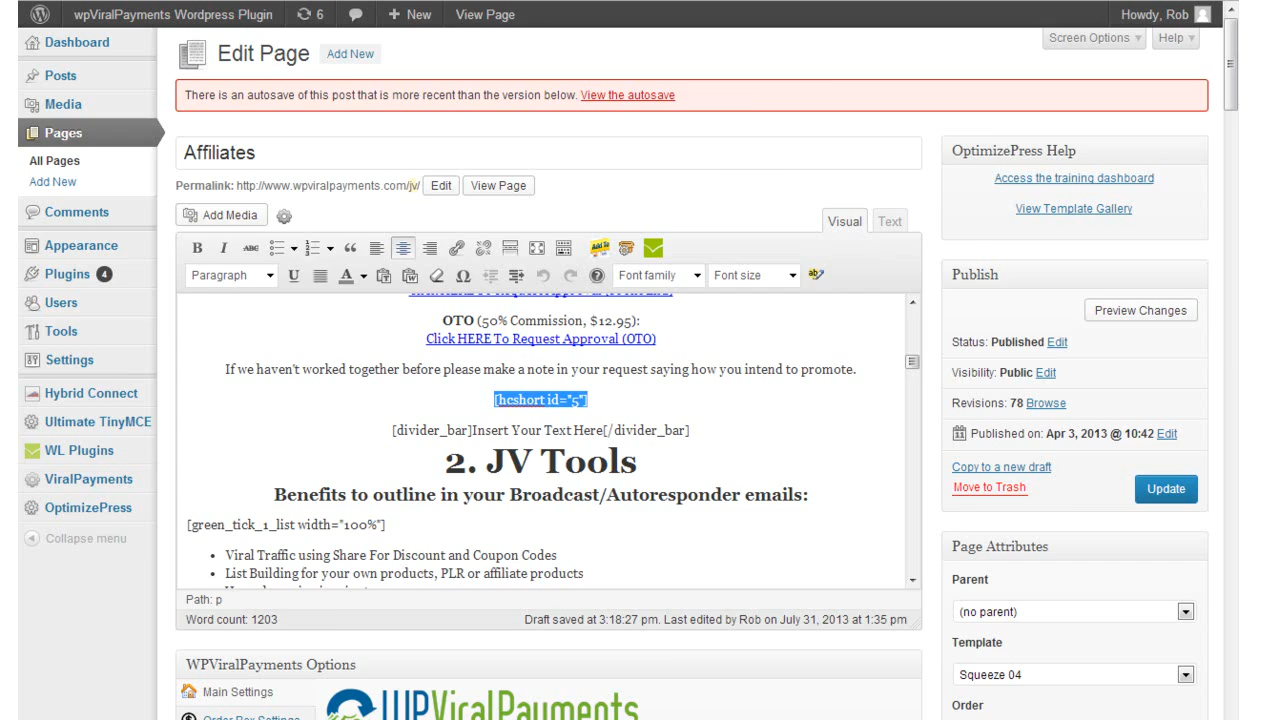 wpViralPayments Wordpress Plugin 6 New View Page Howdy, Rob
Dashboard
Posts
Media
Pages
All Pages
Add New
Comments
Appearance
Plugins 4
Users
Tools
Settings
Hybrid Connect
Ultimate TinyMCE
WL Plugins
ViralPayments
OptimizePress
Collapse menu
Screen Options Help
Edit Page Add New
There is an autosave of this post that is more recent than the version below. View the autosave
Affiliates
Permalink: http://www.wpviralpayments.com/jv/ Edit View Page
Add Media
Visual Text
B I ABC
Paragraph U A Font family Font size
OTO (50% Commission, $12.95):
Click HERE To Request Approval (OTO)
If we haven't worked together before please make a note in your request saying how you intend to promote.
[hcshort id="5"]
[divider_bar]Insert Your Text Here[/divider_bar]
2. JV Tools
Benefits to outline in your Broadcast/Autoresponder emails:
[green_tick_1_list width="100%"]
• Viral Traffic using Share For Discount and Coupon Codes
• List Building for your own products, PLR or affiliate products
Path: p
Word count: 1203 Draft saved at 3:18:27 pm. Last edited by Rob on July 31, 2013 at 1:35 pm
WPViralPayments Options
Main Settings
Order Box Settings
WPViralPayments
OptimizePress Help
Access the training dashboard
View Template Gallery
Publish
Preview Changes
Status: Published Edit
Visibility: Public Edit
Revisions: 78 Browse
Published on: Apr 3, 2013 @ 10:42 Edit
Copy to a new draft
Move to Trash
Update
Page Attributes
Parent
(no parent)
Template
Squeeze 04
Order